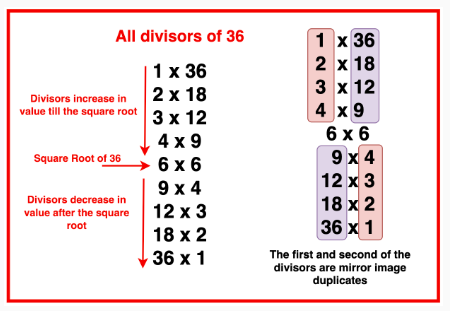 All divisors of 36
Divisors increase in
value till the square root
Square Root of 36
Divisors decrease in
value after the square
root
1 x 36
2 x 18
3 x 12
4 x 9
6 x 6
9 x 4
12 x 3
18 x 2
36 x 1
1 x 36
2 x 18
3 x 12
4 x 9
6 x 6
9 x 4
12 x 3
18 x 2
36 x 1
The first and second of the
divisors are mirror image
duplicates